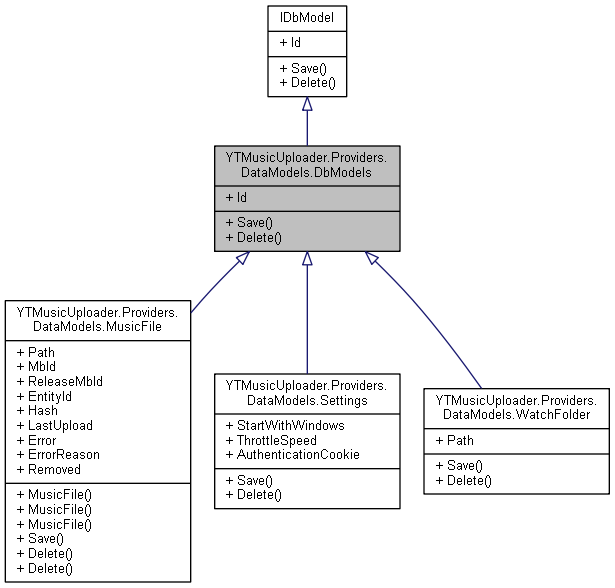 IDbModel
+ Id
+ Save()
+ Delete()
YTMusicUploader.Providers.
DataModels.DbModels
+ Id
+ Save()
+ Delete()
YTMusicUploader.Providers.
DataModels.MusicFile
+ Path
+ MbId
+ ReleaseMbId
+ EntityId
+ Hash
+ LastUpload
+ Error
+ ErrorReason
+ Removed
+ MusicFile()
+ MusicFile()
+ MusicFile()
+ Save()
+ Delete()
+ Delete()
YTMusicUploader.Providers.
DataModels.Settings
+ StartWithWindows
+ ThrottleSpeed
+ AuthenticationCookie
+ Save()
+ Delete()
YTMusicUploader.Providers.
DataModels.WatchFolder
+ Path
+ Save()
+ Delete()